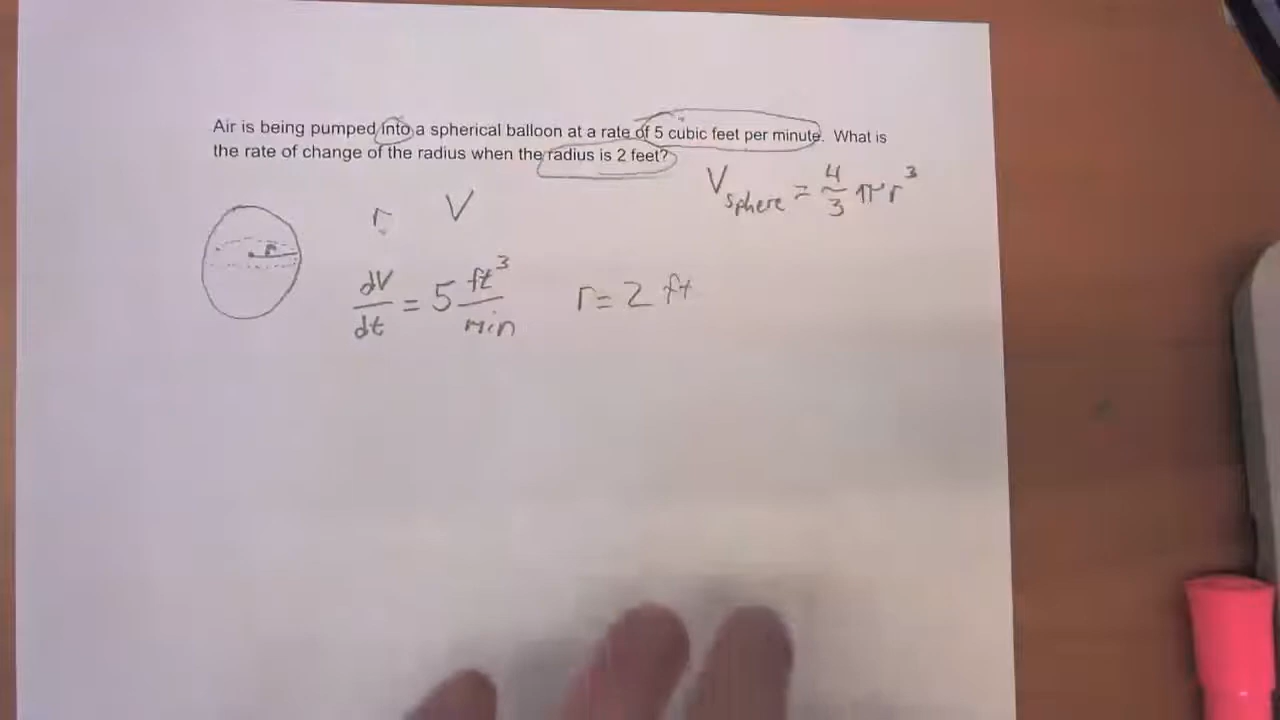 Air is being pumped into a spherical balloon at a rate of 5 cubic feet per minute. What is
the rate of change of the radius when the radius is 2 feet?
V sphere = 4/3 πr³
r V
r
dV/dt = 5 ft³/min r = 2 ft